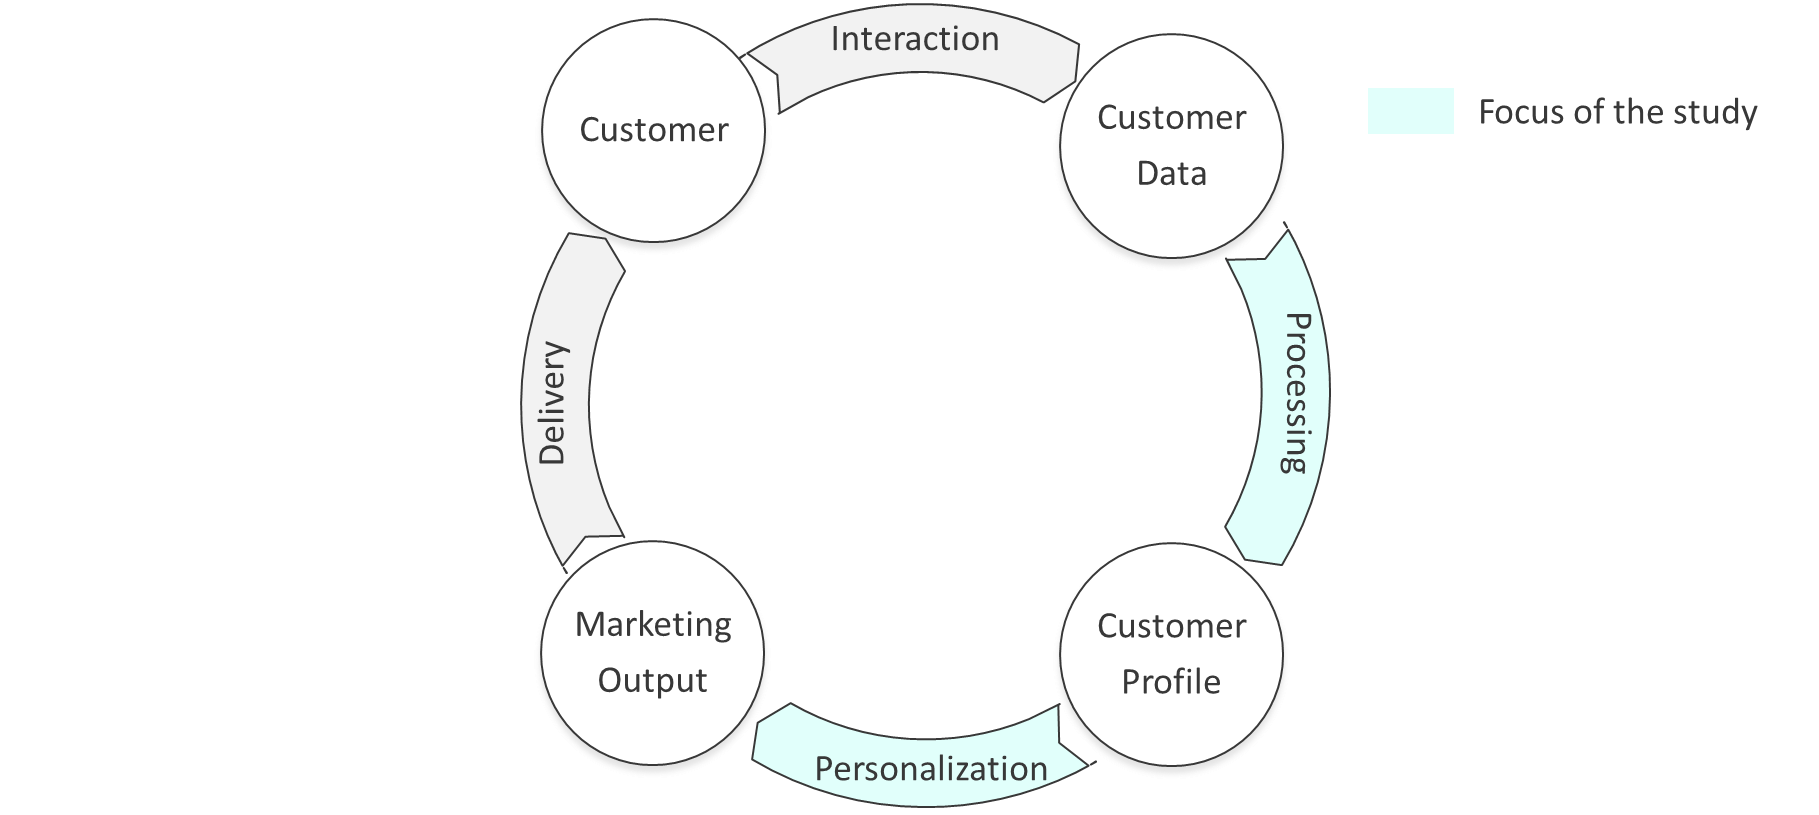 Interaction
Customer
Customer
Data
Focus of the study
Processing
Delivery
Marketing
Output
Customer
Profile
Personalization